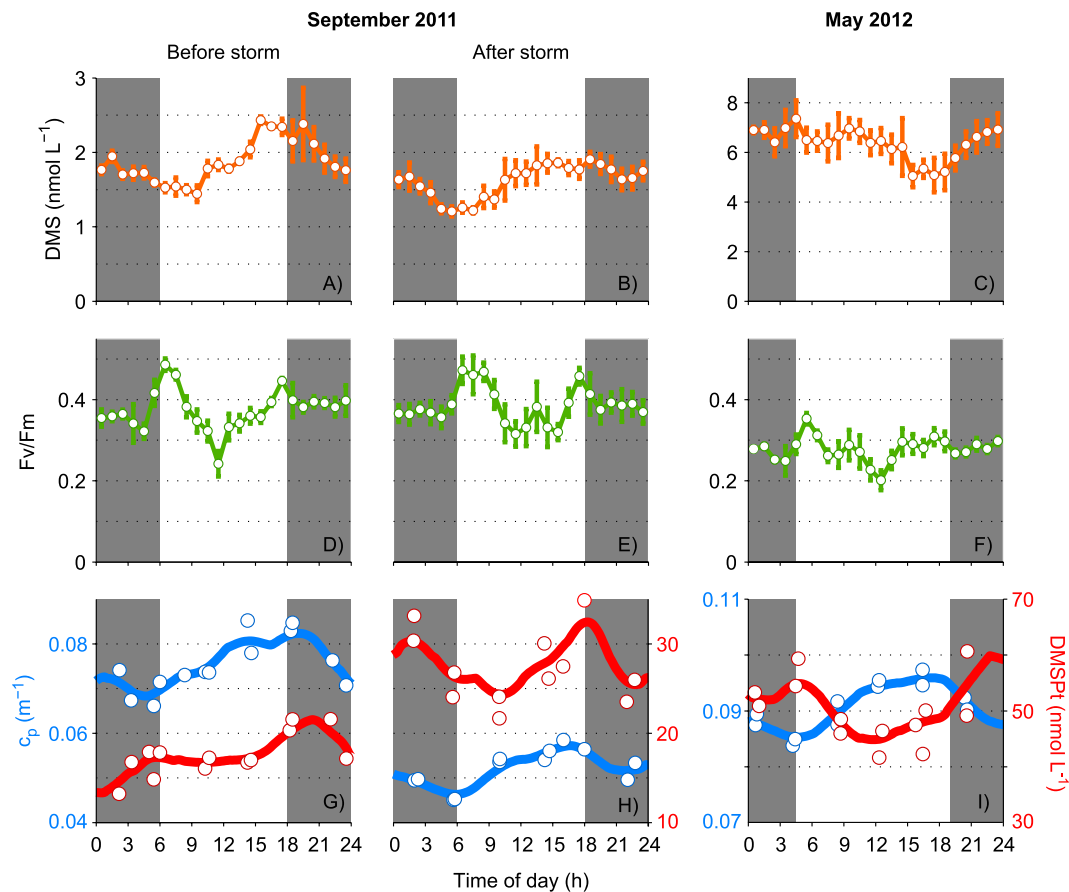 September 2011 May 2012
Before storm After storm
DMS (nmol L⁻¹)
3
2
1
0
8
6
4
2
0
A) B) C)
Fv/Fm
0.4
0.2
0
0.4
0.2
0
D) E) F)
cₚ (m⁻¹)
0.08
0.06
0.04
30
20
10
0.11
0.09
0.07
70
50
30
DMSPt (nmol L⁻¹)
G) H) I)
0 3 6 9 12 15 18 21 24 0 3 6 9 12 15 18 21 24 0 3 6 9 12 15 18 21 24
Time of day (h)